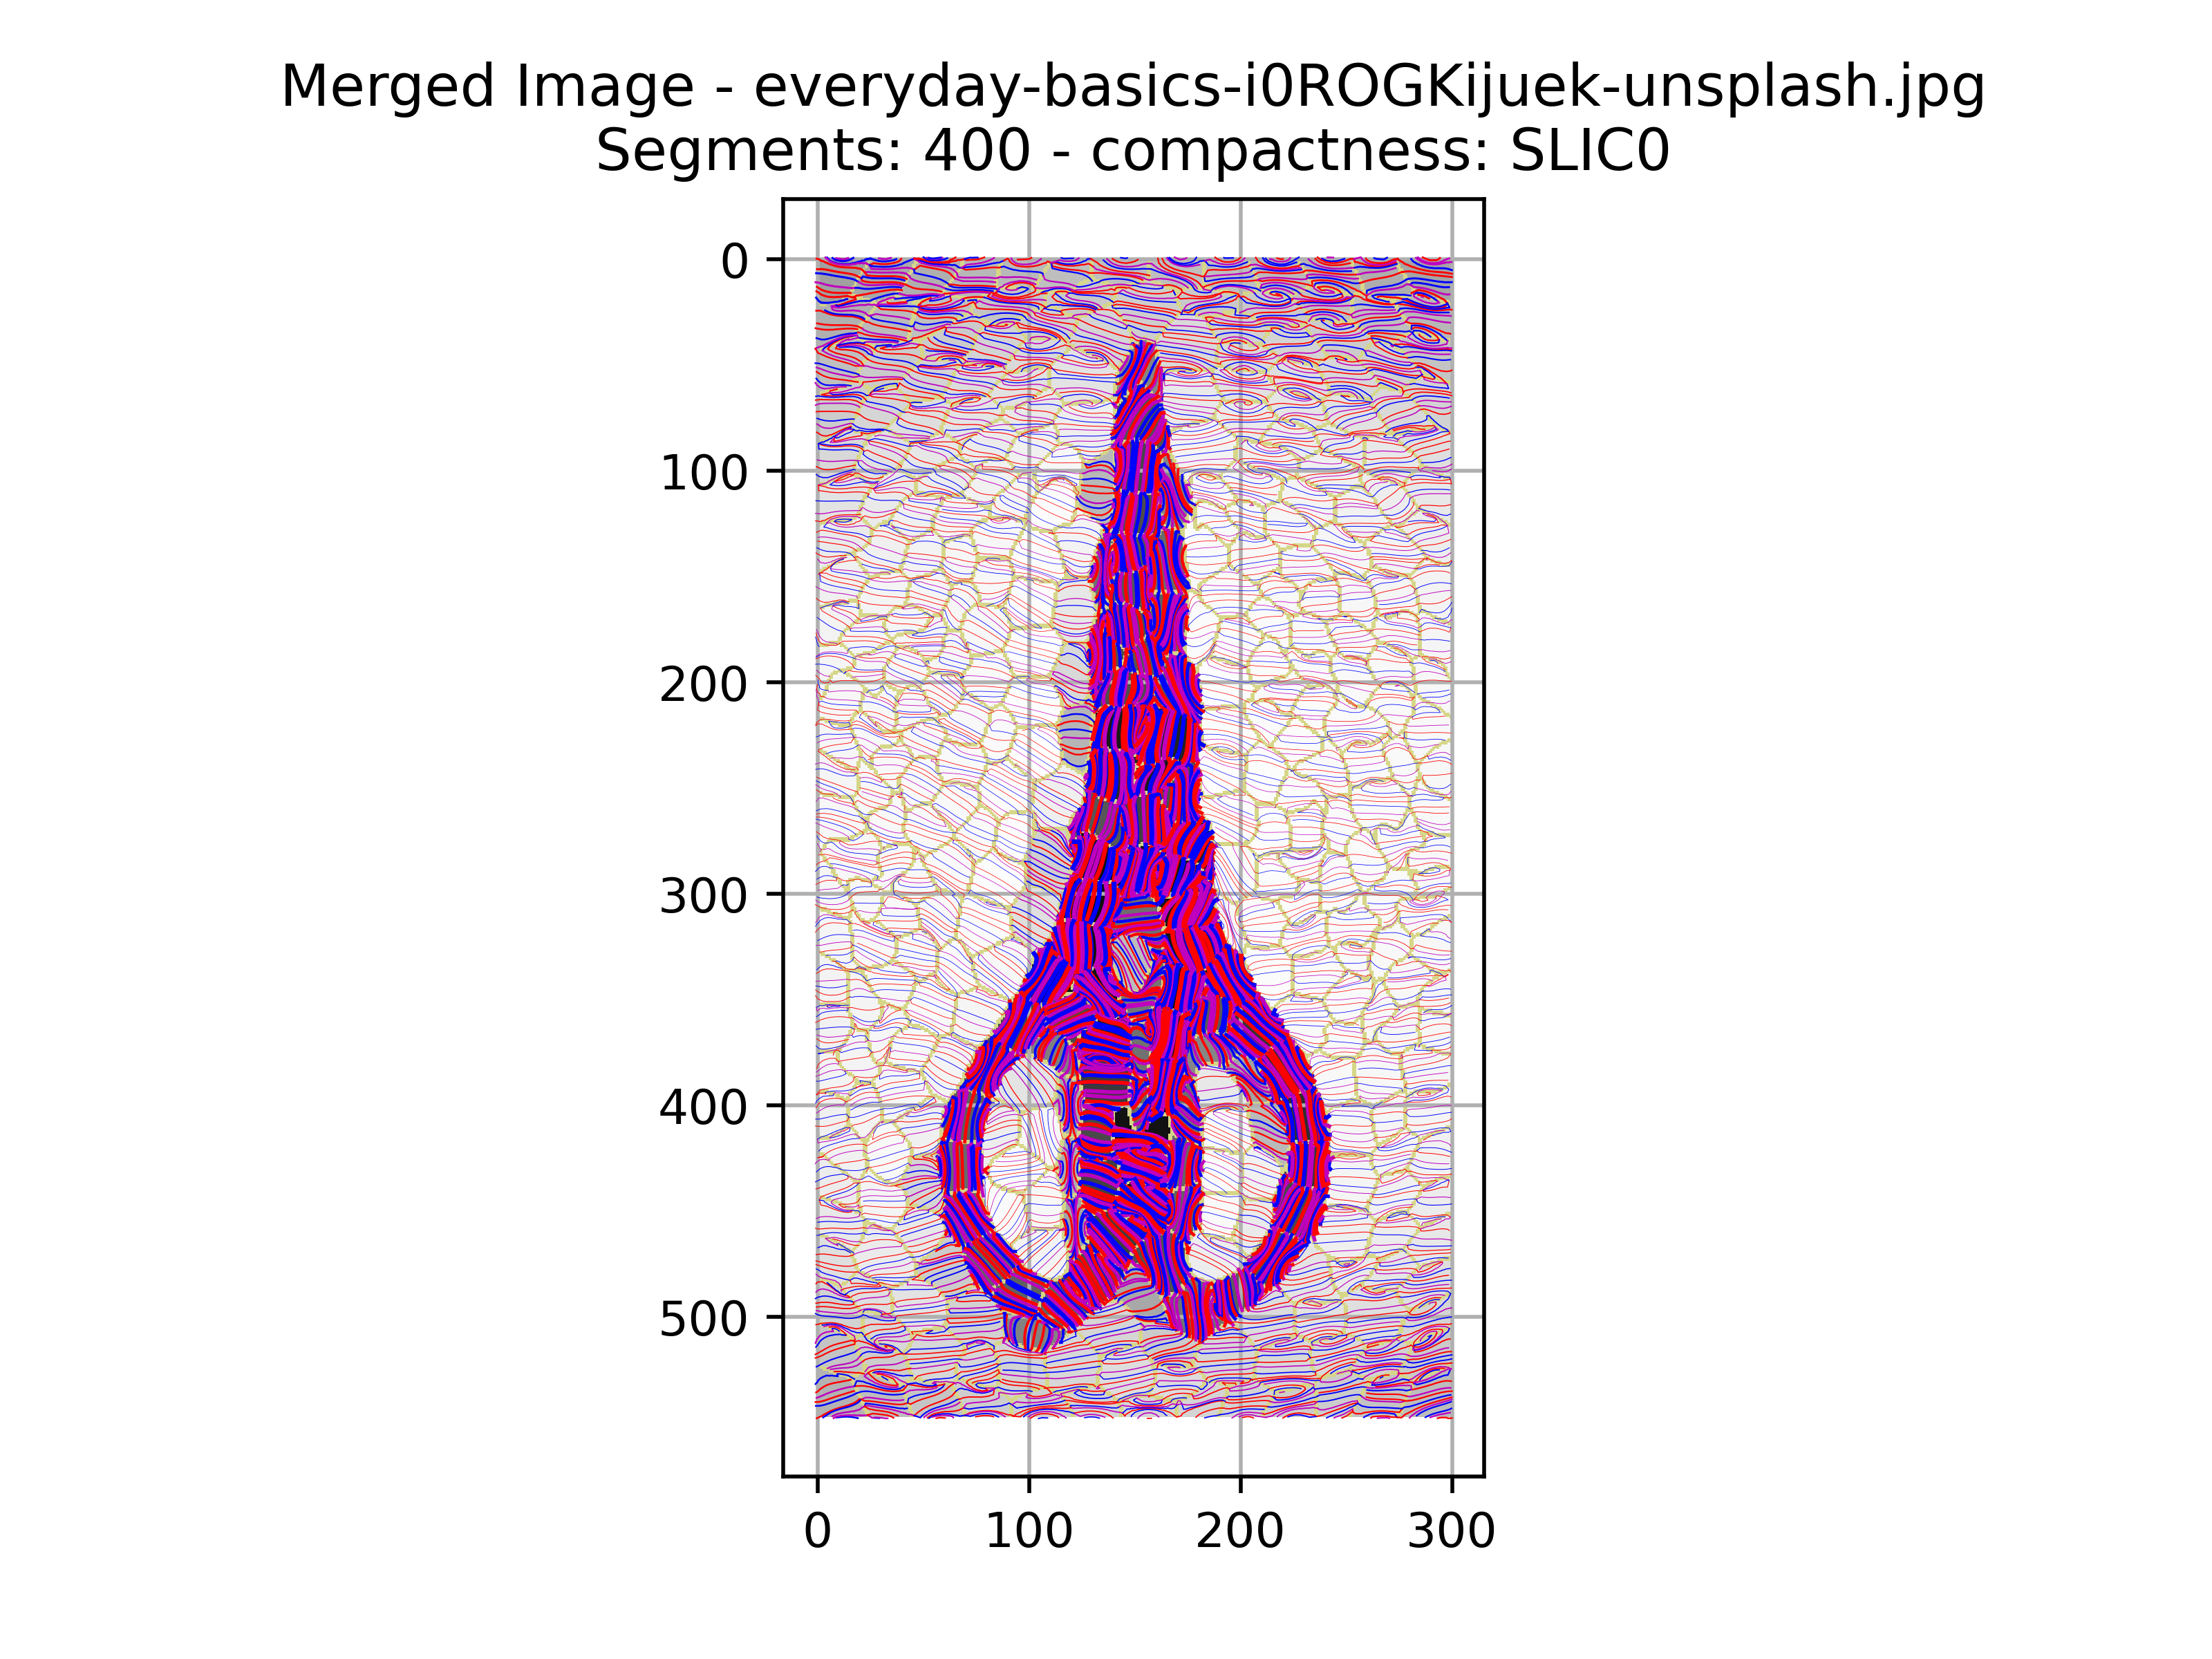 Merged Image - everyday-basics-i0ROGKijuek-unsplash.jpg
Segments: 400 - compactness: SLIC0
0
100
200
300
400
500
0 100 200 300